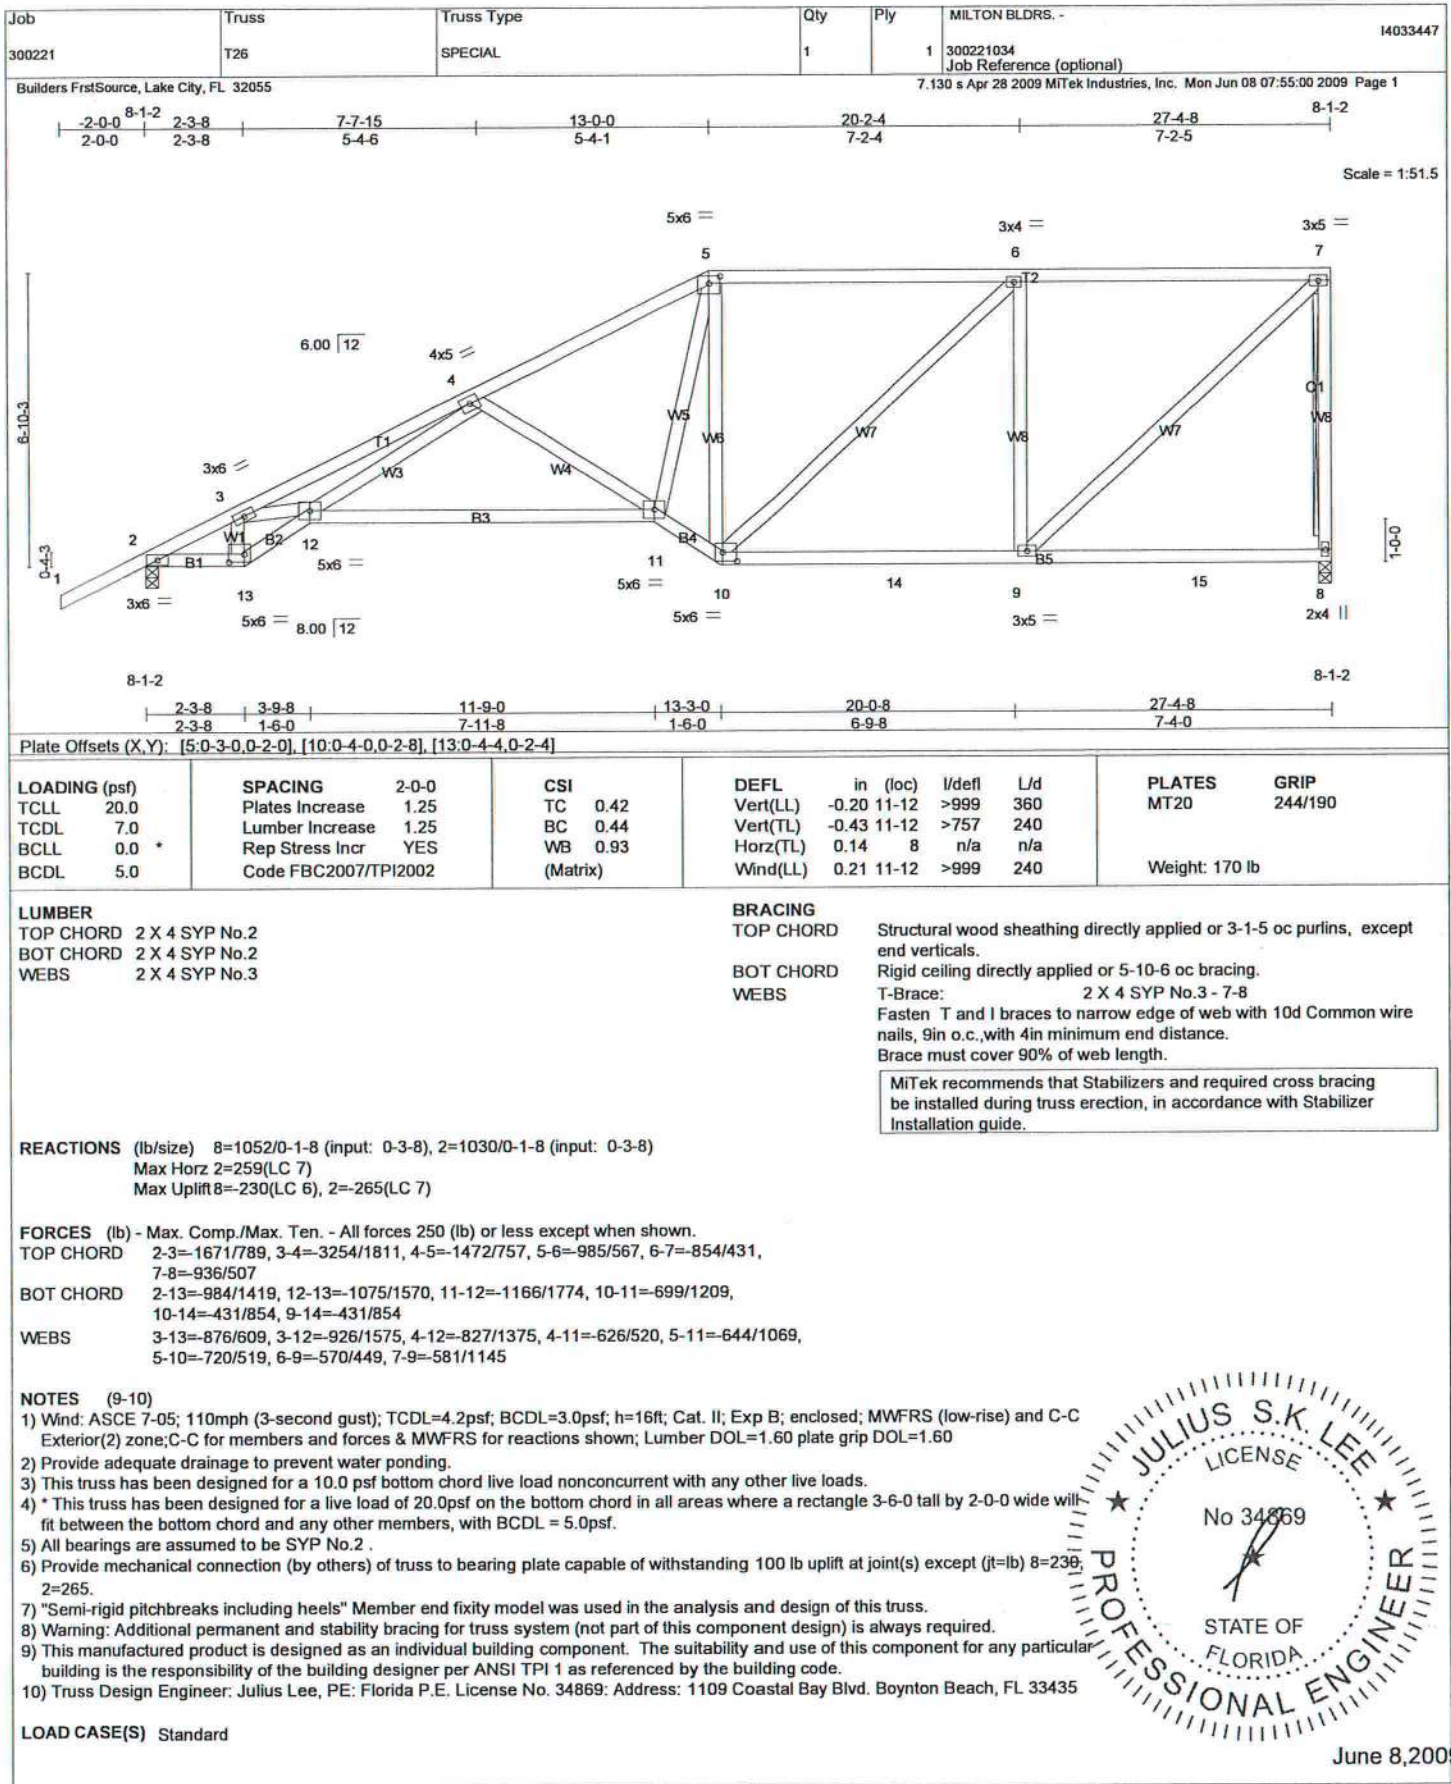 Job Truss Truss Type Qty Ply MILTON BLDRS. -
I4033447
300221 T26 SPECIAL 1 1 300221034
Job Reference (optional)
Builders FrstSource, Lake City, FL 32055 7.130 s Apr 28 2009 MiTek Industries, Inc. Mon Jun 08 07:55:00 2009 Page 1
-2-0-0 8-1-2 2-3-8 7-7-15 13-0-0 20-2-4 27-4-8 8-1-2
2-0-0 2-3-8 5-4-6 5-4-1 7-2-4 7-2-5
Scale = 1:51.5
5x6 =
3x4 =
3x5 =
5 6 7
T2
6.00 12
4x5
4
6-10-3
T1
W5
W6
W7
W8
W7
W8
W3
W4
3x6
3
2
W1
B2
B3
B4
B5
0-4-3
1
B1
12
5x6 =
11
5x6 =
14
15
1-0-0
3x6 =
13
5x6 =
8.00 12
10
5x6 =
9
3x5 =
8
2x4 ||
8-1-2 8-1-2
2-3-8 3-9-8 11-9-0 13-3-0 20-0-8 27-4-8
2-3-8 1-6-0 7-11-8 1-6-0 6-9-8 7-4-0
Plate Offsets (X,Y): [5:0-3-0,0-2-0], [10:0-4-0,0-2-8], [13:0-4-4,0-2-4]
LOADING (psf)
TCLL 20.0
TCDL 7.0
BCLL 0.0 *
BCDL 5.0
SPACING 2-0-0
Plates Increase 1.25
Lumber Increase 1.25
Rep Stress Incr YES
Code FBC2007/TPI2002
CSI
TC 0.42
BC 0.44
WB 0.93
(Matrix)
DEFL in (loc) l/defl L/d
Vert(LL) -0.20 11-12 >999 360
Vert(TL) -0.43 11-12 >757 240
Horz(TL) 0.14 8 n/a n/a
Wind(LL) 0.21 11-12 >999 240
PLATES GRIP
MT20 244/190
Weight: 170 lb
LUMBER
TOP CHORD 2 X 4 SYP No.2
BOT CHORD 2 X 4 SYP No.2
WEBS 2 X 4 SYP No.3
BRACING
TOP CHORD Structural wood sheathing directly applied or 3-1-5 oc purlins, except
end verticals.
BOT CHORD Rigid ceiling directly applied or 5-10-6 oc bracing.
WEBS T-Brace: 2 X 4 SYP No.3 - 7-8
Fasten T and I braces to narrow edge of web with 10d Common wire
nails, 9in o.c.,with 4in minimum end distance.
Brace must cover 90% of web length.
MiTek recommends that Stabilizers and required cross bracing
be installed during truss erection, in accordance with Stabilizer
Installation guide.
REACTIONS (lb/size) 8=1052/0-1-8 (input: 0-3-8), 2=1030/0-1-8 (input: 0-3-8)
Max Horz 2=259(LC 7)
Max Uplift8=-230(LC 6), 2=-265(LC 7)
FORCES (lb) - Max. Comp./Max. Ten. - All forces 250 (lb) or less except when shown.
TOP CHORD 2-3=-1671/789, 3-4=-3254/1811, 4-5=-1472/757, 5-6=-985/567, 6-7=-854/431,
7-8=-936/507
BOT CHORD 2-13=-984/1419, 12-13=-1075/1570, 11-12=-1166/1774, 10-11=-699/1209,
10-14=-431/854, 9-14=-431/854
WEBS 3-13=-876/609, 3-12=-926/1575, 4-12=-827/1375, 4-11=-626/520, 5-11=-644/1069,
5-10=-720/519, 6-9=-570/449, 7-9=-581/1145
NOTES (9-10)
1) Wind: ASCE 7-05; 110mph (3-second gust); TCDL=4.2psf; BCDL=3.0psf; h=16ft; Cat. II; Exp B; enclosed; MWFRS (low-rise) and C-C
Exterior(2) zone;C-C for members and forces & MWFRS for reactions shown; Lumber DOL=1.60 plate grip DOL=1.60
2) Provide adequate drainage to prevent water ponding.
3) This truss has been designed for a 10.0 psf bottom chord live load nonconcurrent with any other live loads.
4) * This truss has been designed for a live load of 20.0psf on the bottom chord in all areas where a rectangle 3-6-0 tall by 2-0-0 wide will
fit between the bottom chord and any other members, with BCDL = 5.0psf.
5) All bearings are assumed to be SYP No.2 .
6) Provide mechanical connection (by others) of truss to bearing plate capable of withstanding 100 lb uplift at joint(s) except (jt=lb) 8=230,
2=265.
7) "Semi-rigid pitchbreaks including heels" Member end fixity model was used in the analysis and design of this truss.
8) Warning: Additional permanent and stability bracing for truss system (not part of this component design) is always required.
9) This manufactured product is designed as an individual building component. The suitability and use of this component for any particular
building is the responsibility of the building designer per ANSI TPI 1 as referenced by the building code.
10) Truss Design Engineer: Julius Lee, PE: Florida P.E. License No. 34869: Address: 1109 Coastal Bay Blvd. Boynton Beach, FL 33435
LOAD CASE(S) Standard
JULIUS S.K. LEE
LICENSE
No 34869
STATE OF
FLORIDA
PROFESSIONAL ENGINEER
June 8,200